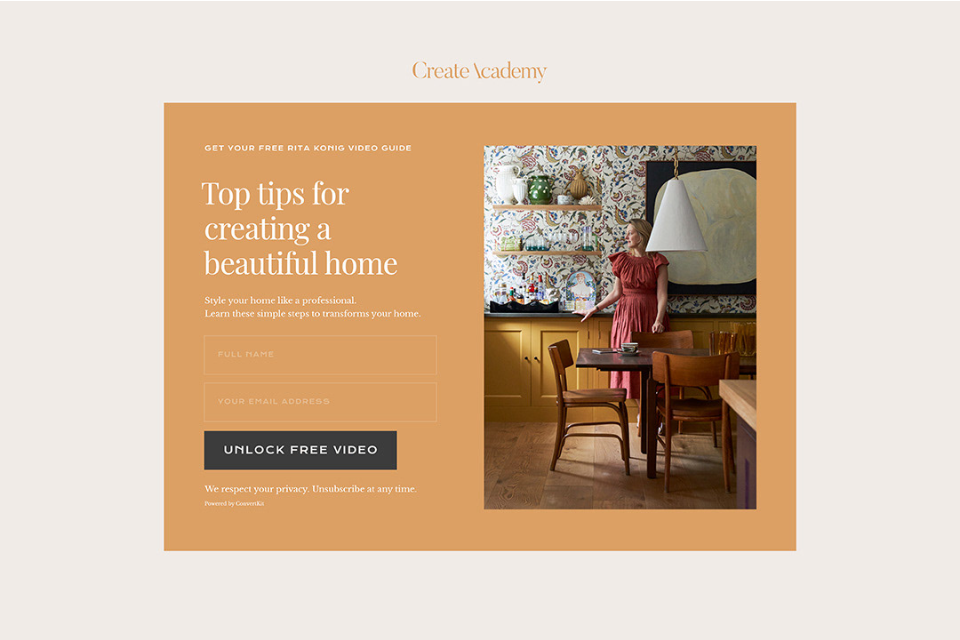 Create Academy
GET YOUR FREE RITA KONIG VIDEO GUIDE
Top tips for
creating a
beautiful home
Style your home like a professional.
Learn these simple steps to transforms your home.
FULL NAME
YOUR EMAIL ADDRESS
UNLOCK FREE VIDEO
We respect your privacy. Unsubscribe at any time.
Powered by ConvertKit